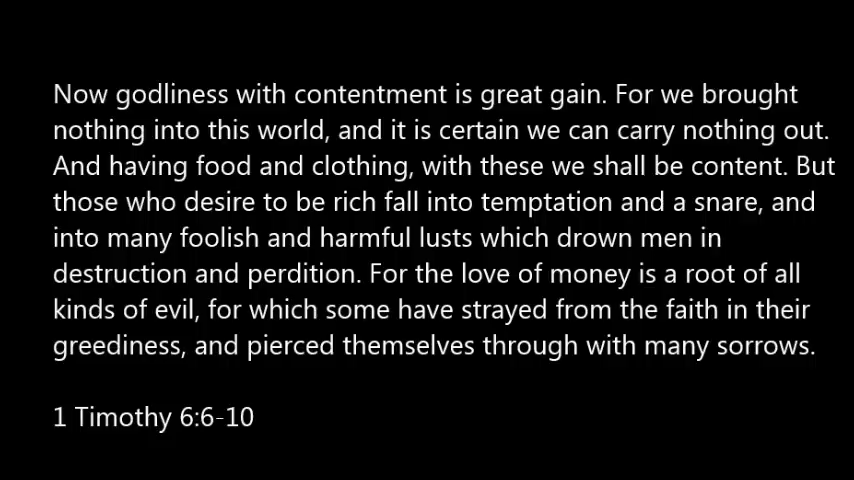 Now godliness with contentment is great gain. For we brought
nothing into this world, and it is certain we can carry nothing out.
And having food and clothing, with these we shall be content. But
those who desire to be rich fall into temptation and a snare, and
into many foolish and harmful lusts which drown men in
destruction and perdition. For the love of money is a root of all
kinds of evil, for which some have strayed from the faith in their
greediness, and pierced themselves through with many sorrows.
1 Timothy 6:6-10